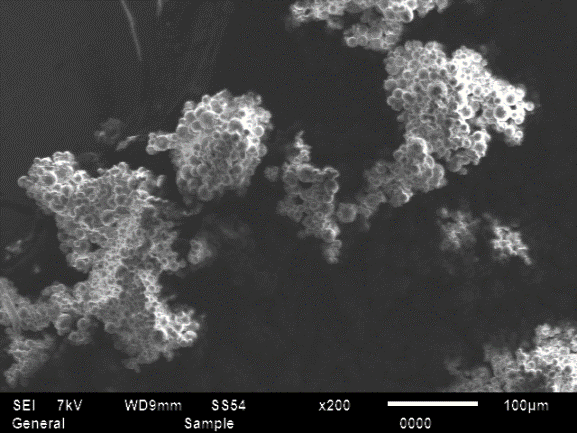 SEI 7kV WD9mm SS54 x200 100µm
General Sample 0000